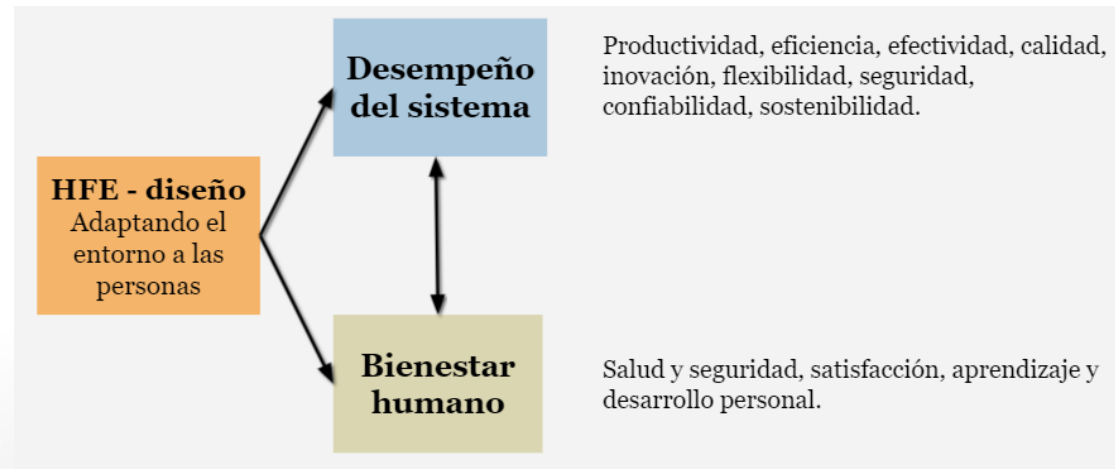 Desempeño
del sistema
Productividad, eficiencia, efectividad, calidad,
inovación, flexibilidad, seguridad,
confiabilidad, sostenibilidad.
HFE - diseño
Adaptando el
entorno a las
personas
Bienestar
humano
Salud y seguridad, satisfacción, aprendizaje y
desarrollo personal.